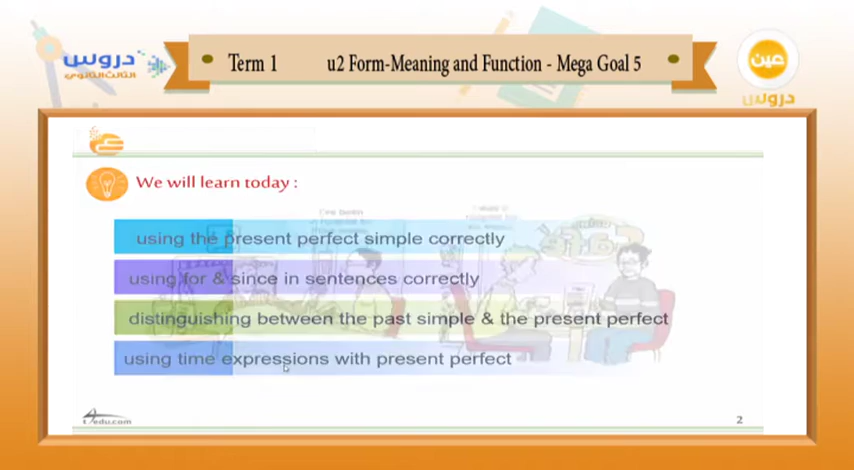 دروس
الثالث الثانوي
Term 1 u2 Form-Meaning and Function - Mega Goal 5
عين
دروس
We will learn today :
using the present perfect simple correctly
using for & since in sentences correctly
distinguishing between the past simple & the present perfect
using time expressions with present perfect
t4edu.com
2